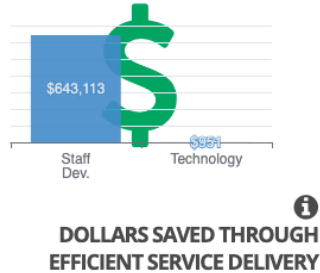 $643,113
$951
Staff
Dev.
Technology
DOLLARS SAVED THROUGH
EFFICIENT SERVICE DELIVERY